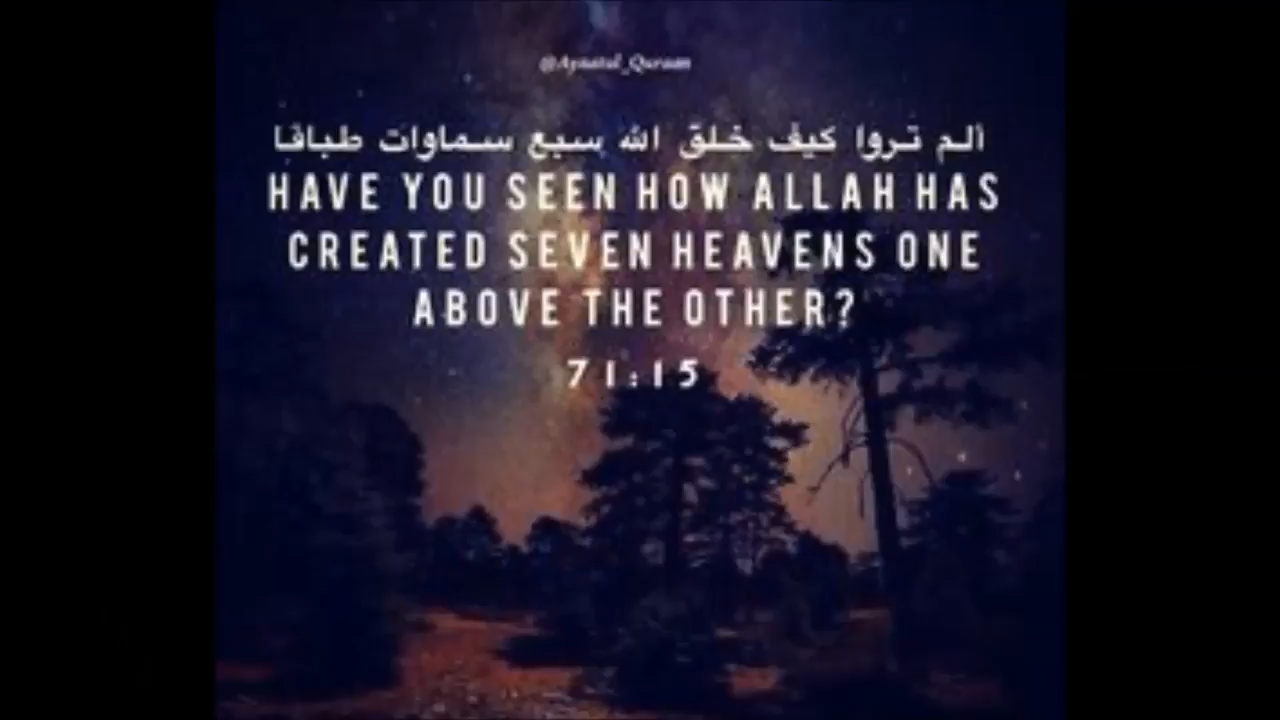 @Ayaatul_Quraan
ألم تروا كيف خلق الله سبع سماوات طباقا
HAVE YOU SEEN HOW ALLAH HAS
CREATED SEVEN HEAVENS ONE
ABOVE THE OTHER?
71:15